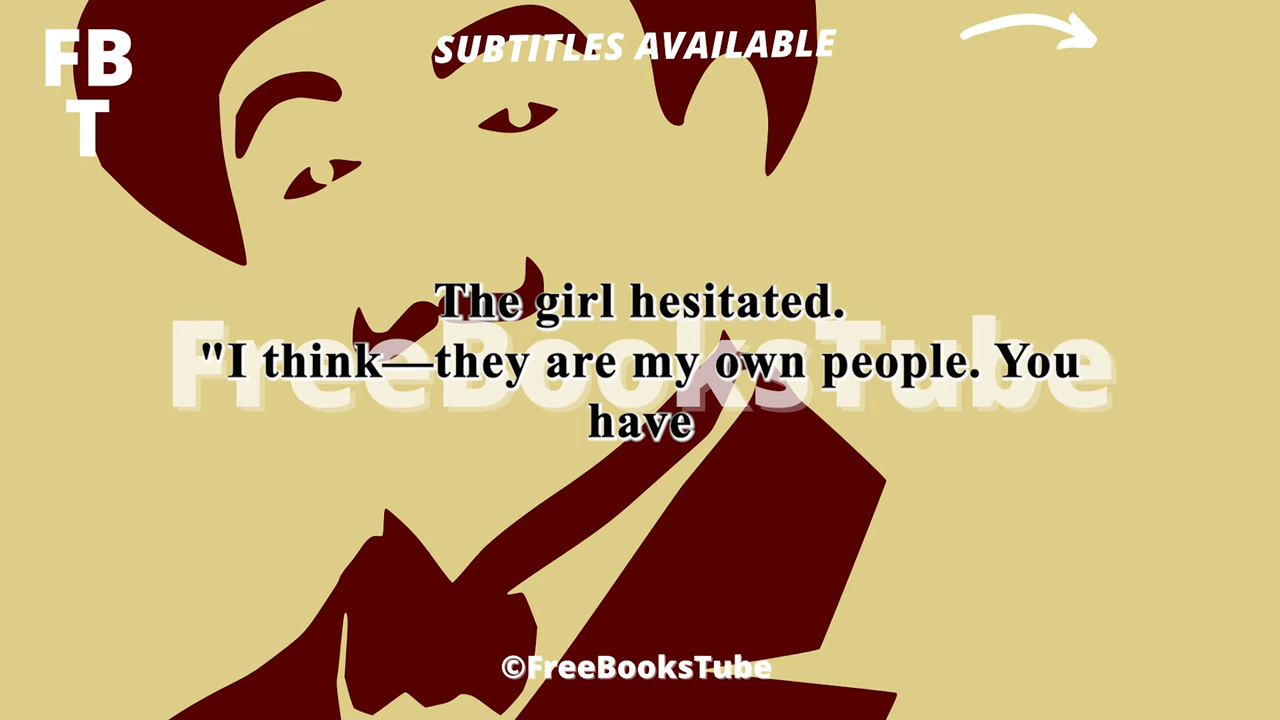 FB
T
SUBTITLES AVAILABLE
The girl hesitated.
"I think—they are my own people. You
have
FreeBooksTube
©FreeBooksTube